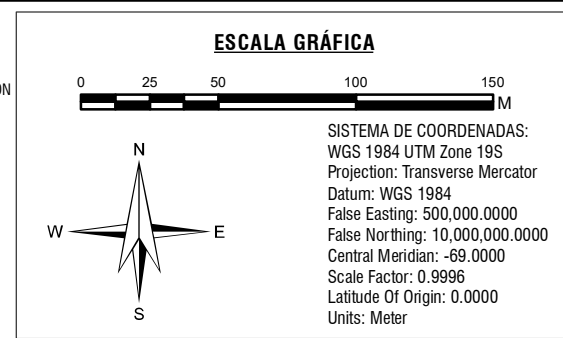 ESCALA GRÁFICA
ON
0 25 50 100 150
M
SISTEMA DE COORDENADAS:
WGS 1984 UTM Zone 19S
Projection: Transverse Mercator
Datum: WGS 1984
False Easting: 500,000.0000
False Northing: 10,000,000.0000
Central Meridian: -69.0000
Scale Factor: 0.9996
Latitude Of Origin: 0.0000
Units: Meter
N
W E
S